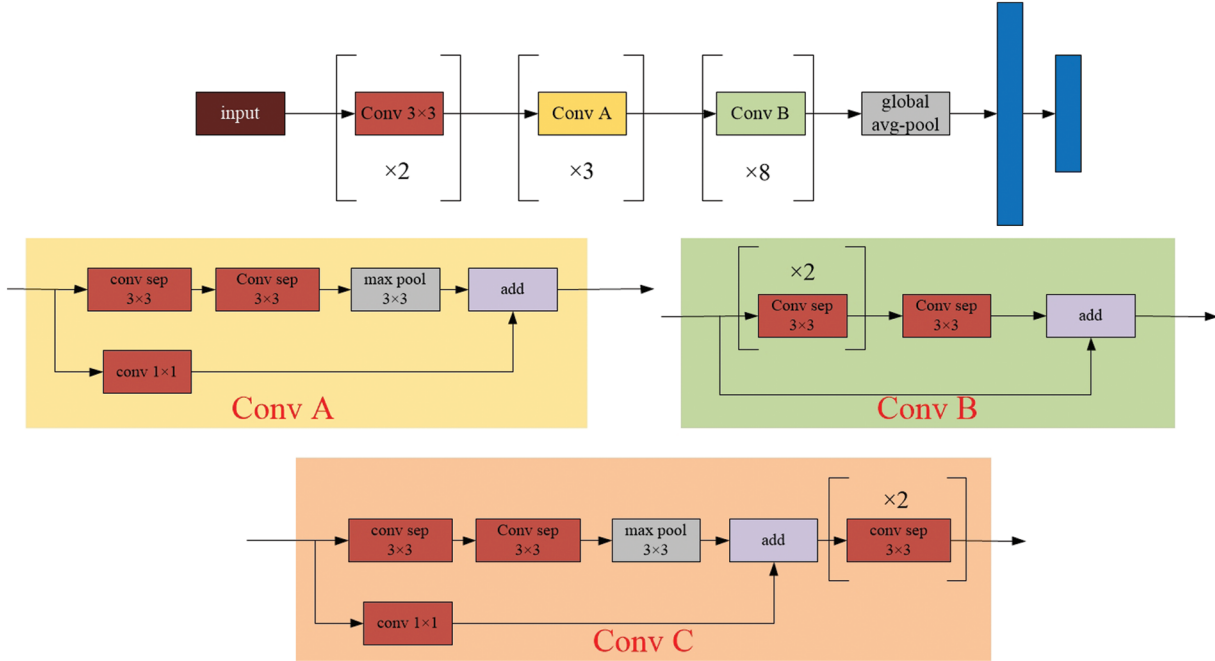 input
Conv 3×3
×2
Conv A
×3
Conv B
×8
global
avg-pool
conv sep
3×3
Conv sep
3×3
max pool
3×3
add
conv 1×1
Conv A
×2
Conv sep
3×3
Conv sep
3×3
add
Conv B
conv sep
3×3
Conv sep
3×3
max pool
3×3
add
×2
conv sep
3×3
conv 1×1
Conv C